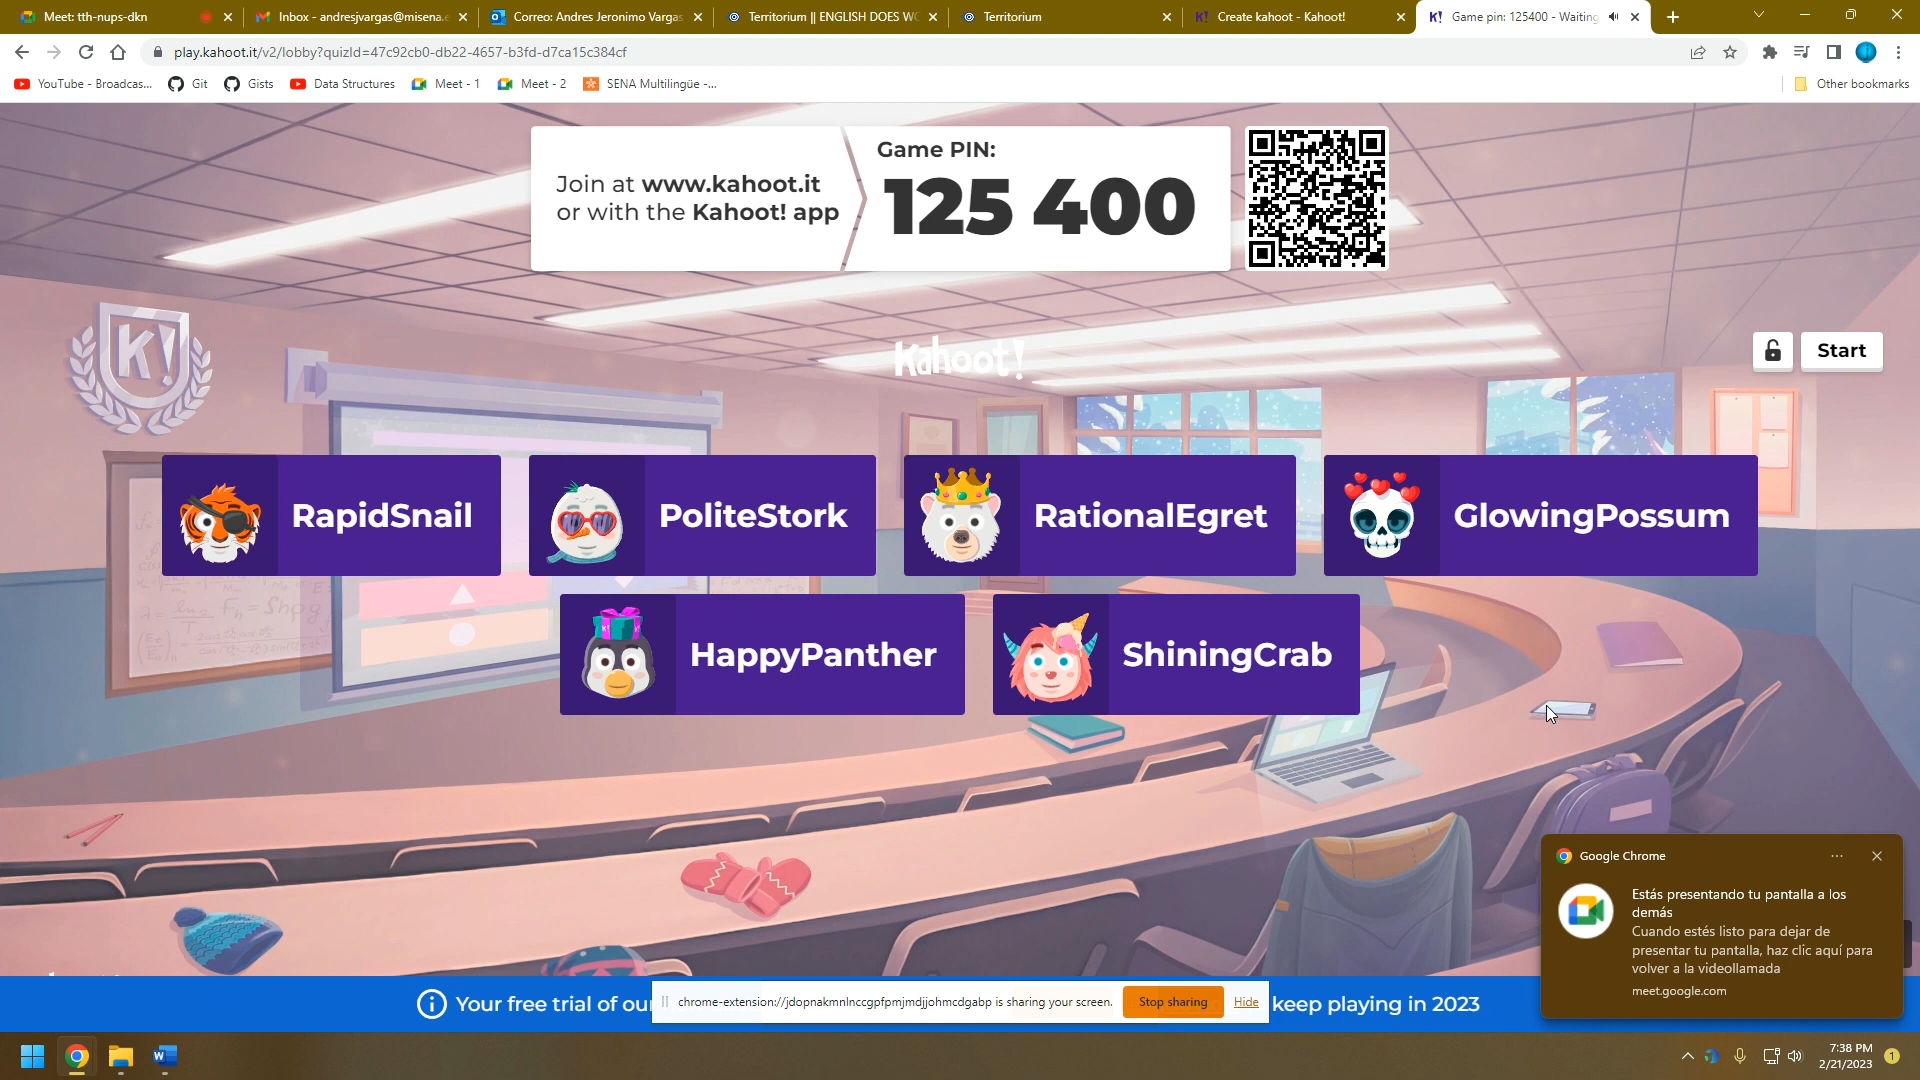 Meet: tth-nups-dkn
Inbox - andresjvargas@misena.e
Correo: Andres Jeronimo Vargas
Territorium || ENGLISH DOES WO
Territorium
Create kahoot - Kahoot!
Game pin: 125400 - Waiting
play.kahoot.it/v2/lobby?quizId=47c92cb0-db22-4657-b3fd-d7ca15c384cf
YouTube - Broadcas...
Git
Gists
Data Structures
Meet - 1
Meet - 2
SENA Multilingüe -...
Other bookmarks
Join at www.kahoot.it
or with the Kahoot! app
Game PIN:
125 400
K!
Kahoot!
Start
RapidSnail
PoliteStork
RationalEgret
GlowingPossum
HappyPanther
ShiningCrab
Google Chrome
Estás presentando tu pantalla a los
demás
Cuando estés listo para dejar de
presentar tu pantalla, haz clic aquí para
volver a la videollamada
meet.google.com
Your free trial of ou
chrome-extension://jdopnakmnlnccgpfpmjmdjjohmcdgabp is sharing your screen.
Stop sharing
Hide
keep playing in 2023
7:38 PM
2/21/2023
1